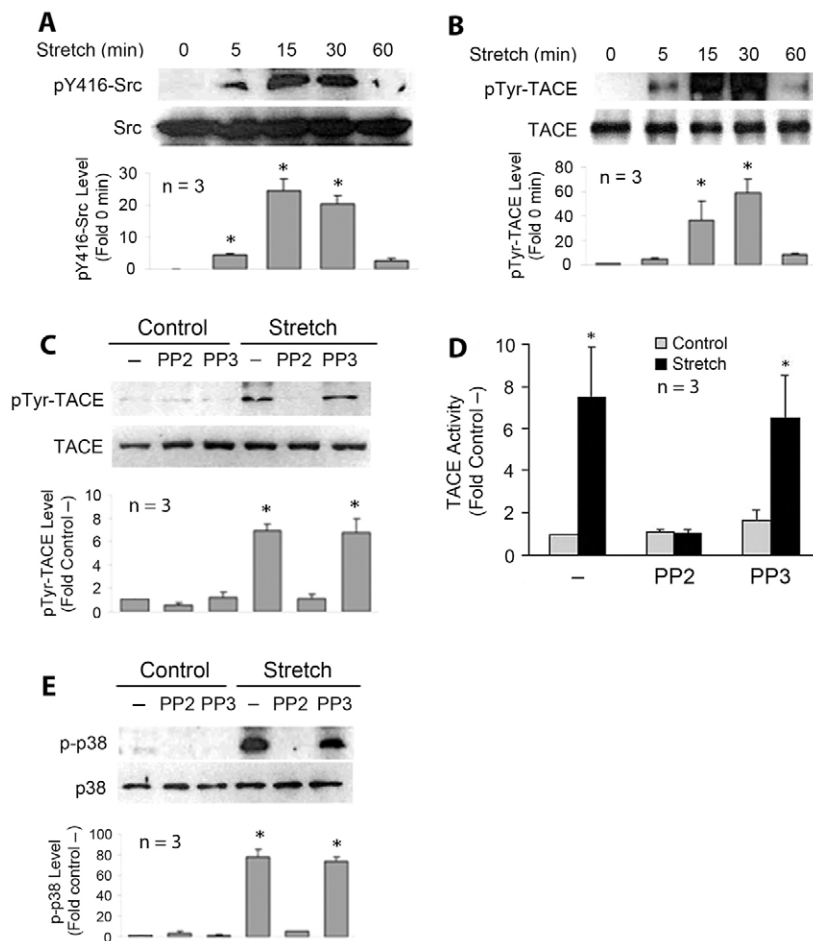 A
Stretch (min) 0 5 15 30 60
pY416-Src
Src
pY416-Src Level
(Fold 0 min)
30
20
10
0
n = 3
* * *
B
Stretch (min) 0 5 15 30 60
pTyr-TACE
TACE
pTyr-TACE Level
(Fold 0 min)
80
60
40
20
0
n = 3
* *
C
Control Stretch
– PP2 PP3 – PP2 PP3
pTyr-TACE
TACE
pTyr-TACE Level
(Fold Control –)
10
8
6
4
2
0
n = 3
* *
D
TACE Activity
(Fold Control –)
10
8
6
4
2
0
Control
Stretch
n = 3
* *
– PP2 PP3
E
Control Stretch
– PP2 PP3 – PP2 PP3
p-p38
p38
p-p38 Level
(Fold control –)
100
80
60
40
20
0
n = 3
* *